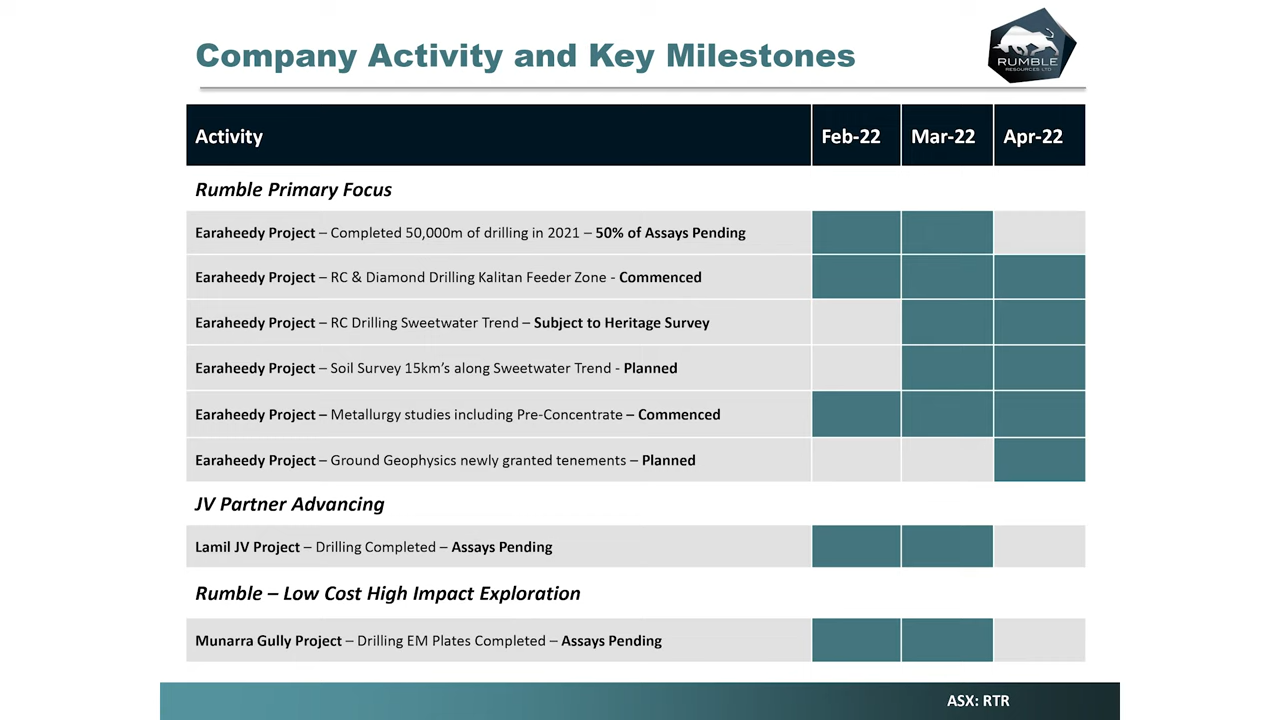 Company Activity and Key Milestones
RUMBLE
RESOURCES LTD
Activity Feb-22 Mar-22 Apr-22
Rumble Primary Focus
Earaheedy Project – Completed 50,000m of drilling in 2021 – 50% of Assays Pending
Earaheedy Project – RC & Diamond Drilling Kalitan Feeder Zone - Commenced
Earaheedy Project – RC Drilling Sweetwater Trend – Subject to Heritage Survey
Earaheedy Project – Soil Survey 15km’s along Sweetwater Trend - Planned
Earaheedy Project – Metallurgy studies including Pre-Concentrate – Commenced
Earaheedy Project – Ground Geophysics newly granted tenements – Planned
JV Partner Advancing
Lamil JV Project – Drilling Completed – Assays Pending
Rumble – Low Cost High Impact Exploration
Munarra Gully Project – Drilling EM Plates Completed – Assays Pending
ASX: RTR